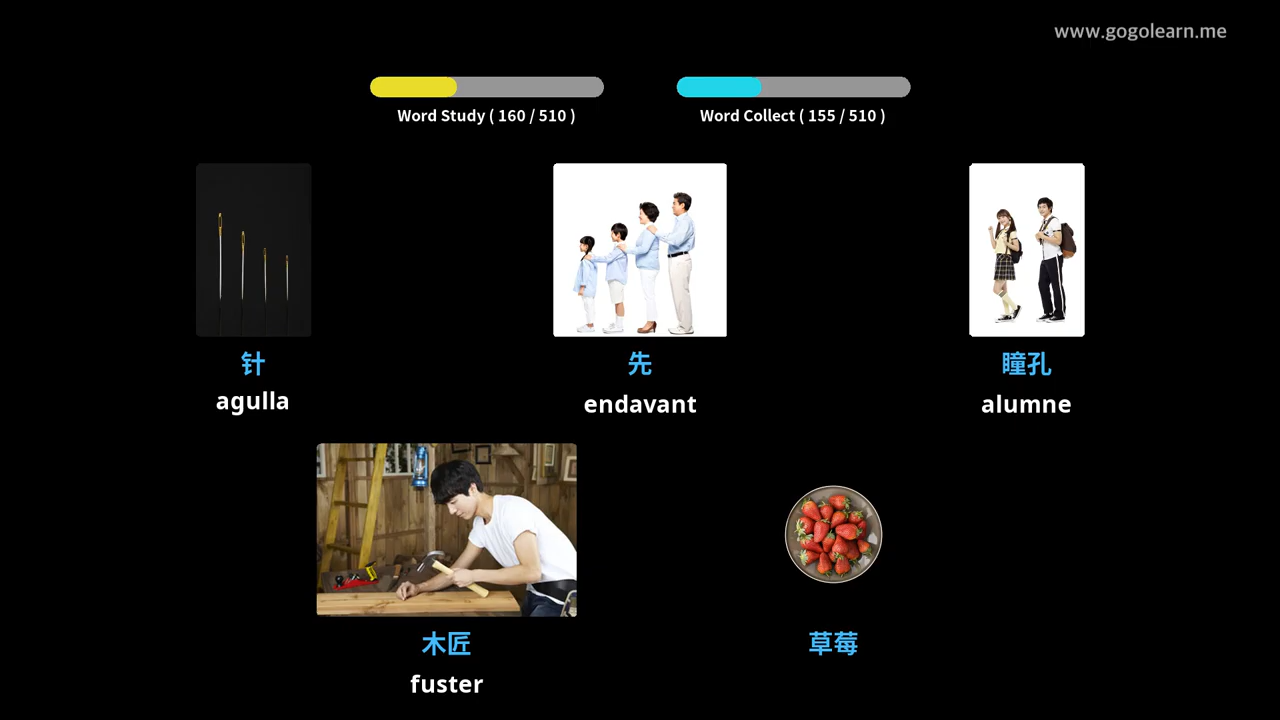 www.gogolearn.me
Word Study ( 160 / 510 )
Word Collect ( 155 / 510 )
针
agulla
先
endavant
瞳孔
alumne
木匠
fuster
草莓